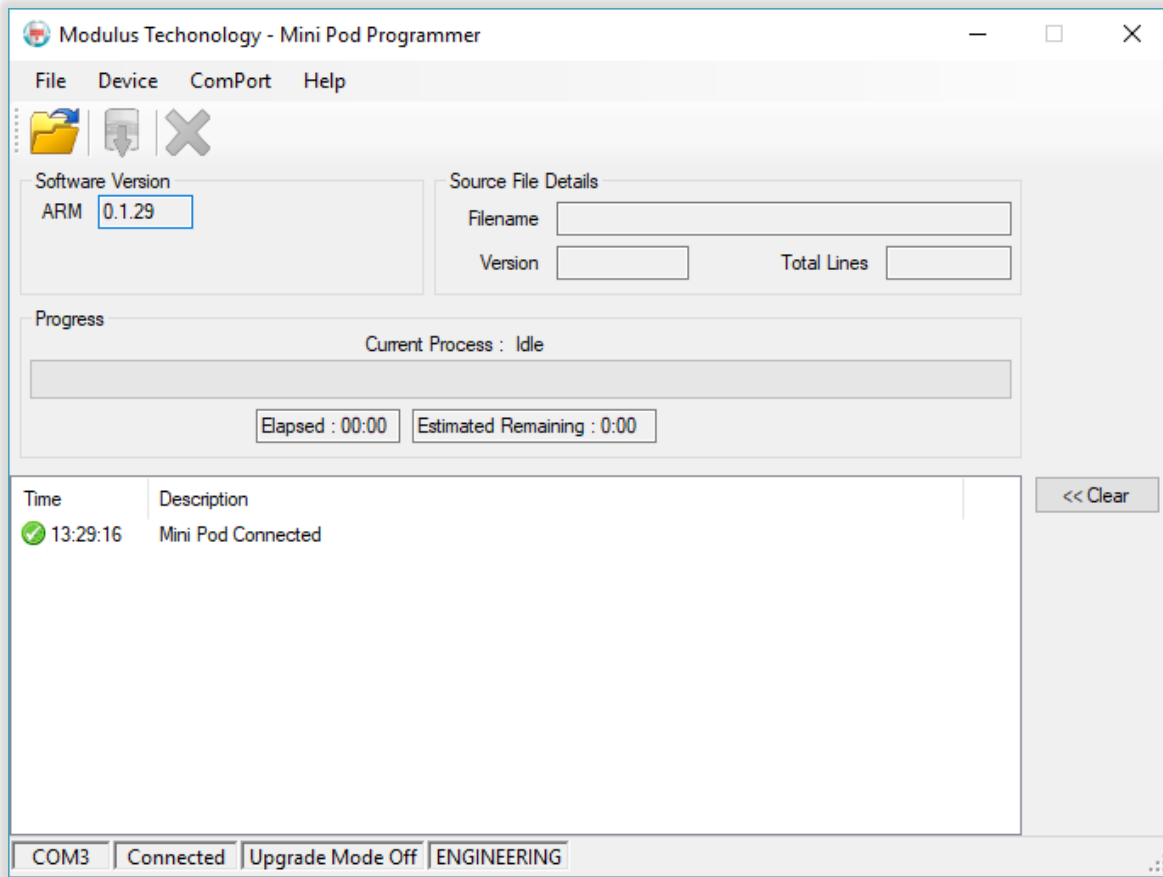 Modulus Techonology - Mini Pod Programmer
File Device ComPort Help
Software Version
ARM 0.1.29
Source File Details
Filename
Version Total Lines
Progress
Current Process : Idle
Elapsed : 00:00 Estimated Remaining : 0:00
Time Description
13:29:16 Mini Pod Connected
<< Clear
COM3 Connected Upgrade Mode Off ENGINEERING